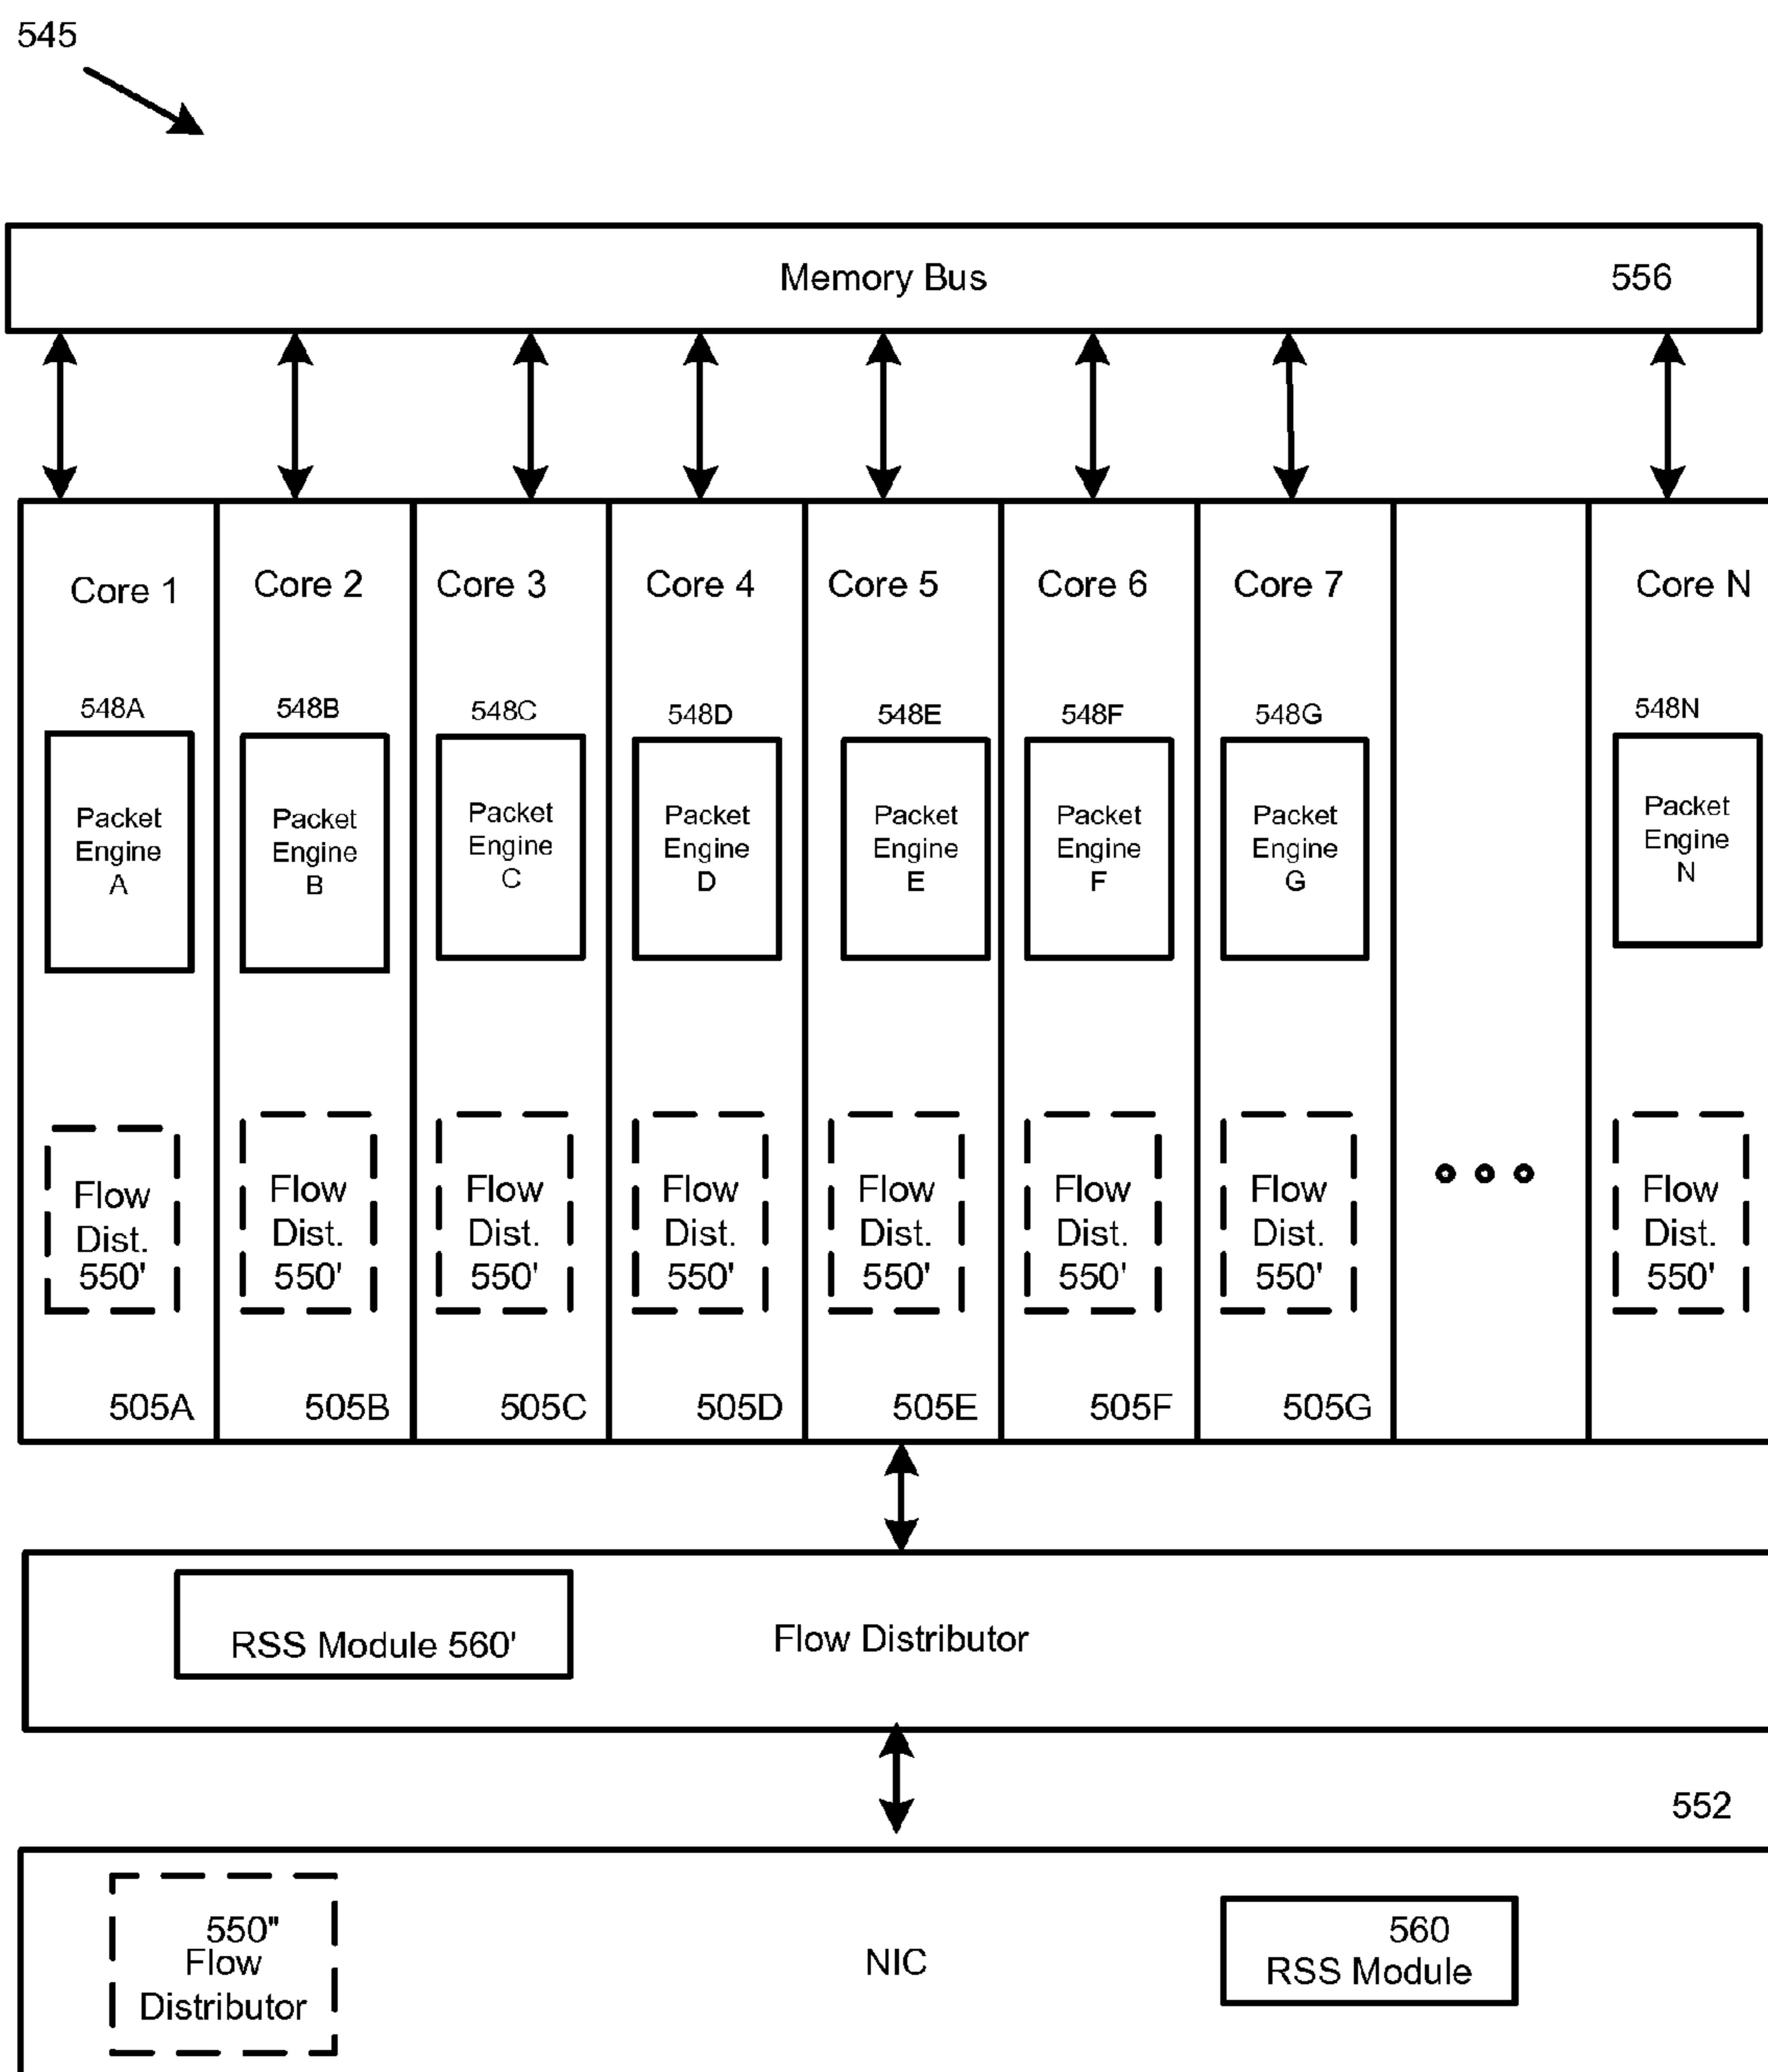 545
Memory Bus 556
Core 1 Core 2 Core 3 Core 4 Core 5 Core 6 Core 7 Core N
548A 548B 548C 548D 548E 548F 548G 548N
Packet
Engine
A
Packet
Engine
B
Packet
Engine
C
Packet
Engine
D
Packet
Engine
E
Packet
Engine
F
Packet
Engine
G
Packet
Engine
N
Flow
Dist.
550'
Flow
Dist.
550'
Flow
Dist.
550'
Flow
Dist.
550'
Flow
Dist.
550'
Flow
Dist.
550'
Flow
Dist.
550'
Flow
Dist.
550'
505A 505B 505C 505D 505E 505F 505G
RSS Module 560'
Flow Distributor
552
550"
Flow
Distributor
NIC
560
RSS Module